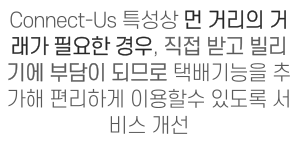 Connect-Us 특성상 먼 거리의 거
래가 필요한 경우, 직접 받고 빌리
기에 부담이 되므로 택배기능을 추
가해 편리하게 이용할수 있도록 서
비스 개선